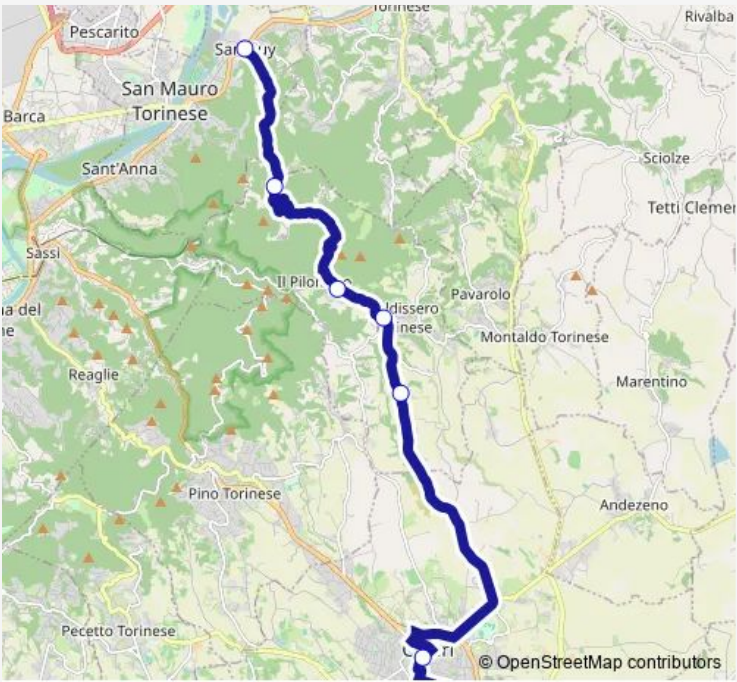 Torinese
Rivalba
Pescarito
San Mauro
Torinese
Barca
Sciolze
Sant'Anna
Tetti
Sassi
Pavarolo
Montaldo Torinese
Reaglie
Marentino
Pino Torinese
Andezeno
Pecetto Torinese
© OpenStreetMap contributors